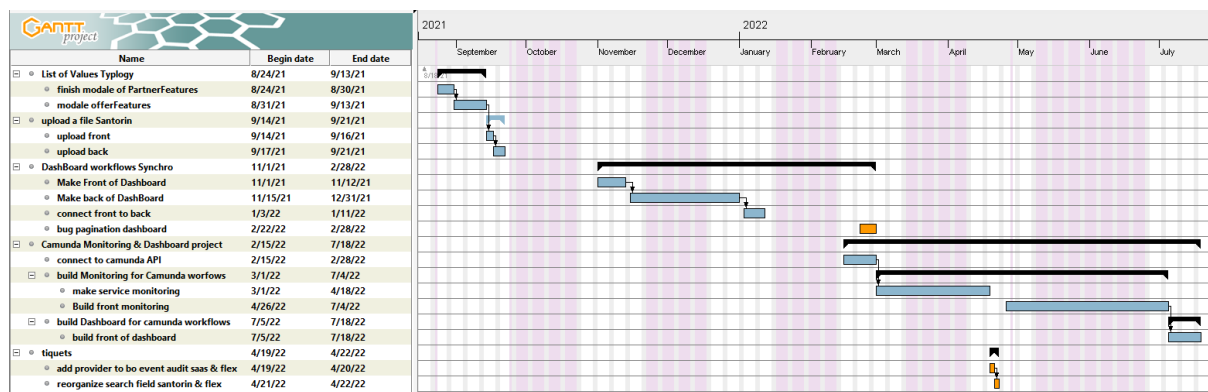 GANTT
project
2021
2022
September October November December January February March April May June July
Name Begin date End date
List of Values Typlogy 8/24/21 9/13/21
finish modale of PartnerFeatures 8/24/21 8/30/21
modale offerFeatures 8/31/21 9/13/21
upload a file Santorin 9/14/21 9/21/21
upload front 9/14/21 9/16/21
upload back 9/17/21 9/21/21
DashBoard workflows Synchro 11/1/21 2/28/22
Make Front of Dashboard 11/1/21 11/12/21
Make back of DashBoard 11/15/21 12/31/21
connect front to back 1/3/22 1/11/22
bug pagination dashboard 2/22/22 2/28/22
Camunda Monitoring & Dashboard project 2/15/22 7/18/22
connect to camunda API 2/15/22 2/28/22
build Monitoring for Camunda worfows 3/1/22 7/4/22
make service monitoring 3/1/22 4/18/22
Build front monitoring 4/26/22 7/4/22
build Dashboard for camunda workflows 7/5/22 7/18/22
build front of dashboard 7/5/22 7/18/22
tiquets 4/19/22 4/22/22
add provider to bo event audit saas & flex 4/19/22 4/20/22
reorganize search field santorin & flex 4/21/22 4/22/22